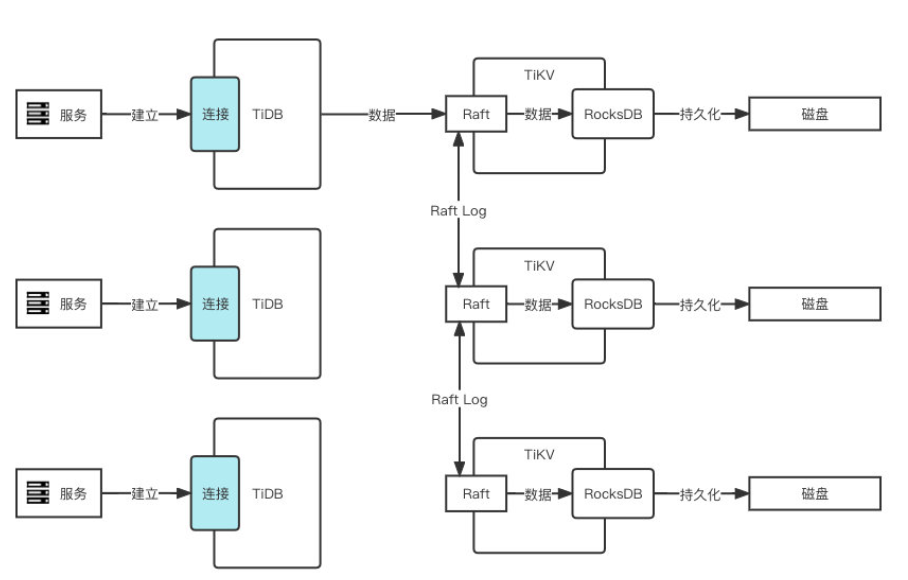 TiKV
服务
建立
连接
TiDB
数据
Raft
数据
RocksDB
持久化
磁盘
Raft Log
TiKV
服务
建立
连接
TiDB
Raft
数据
RocksDB
持久化
磁盘
Raft Log
TiKV
服务
建立
连接
TiDB
Raft
数据
RocksDB
持久化
磁盘